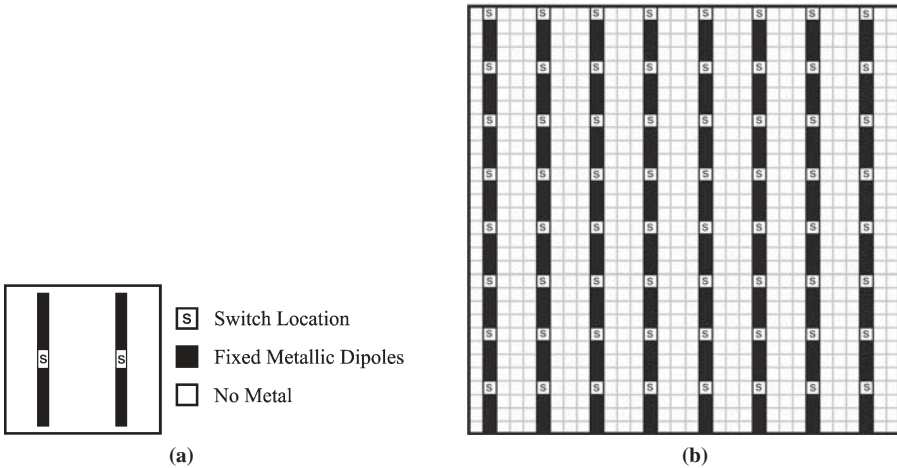 S S S S S S S S
S S S S S S S S
S S S S S S S S
S S S S S S S S
S S S S S S S S
S S S S S S S S
S S S S S S S S
S S S S S S S S
S S
S Switch Location
Fixed Metallic Dipoles
No Metal
(a)
(b)